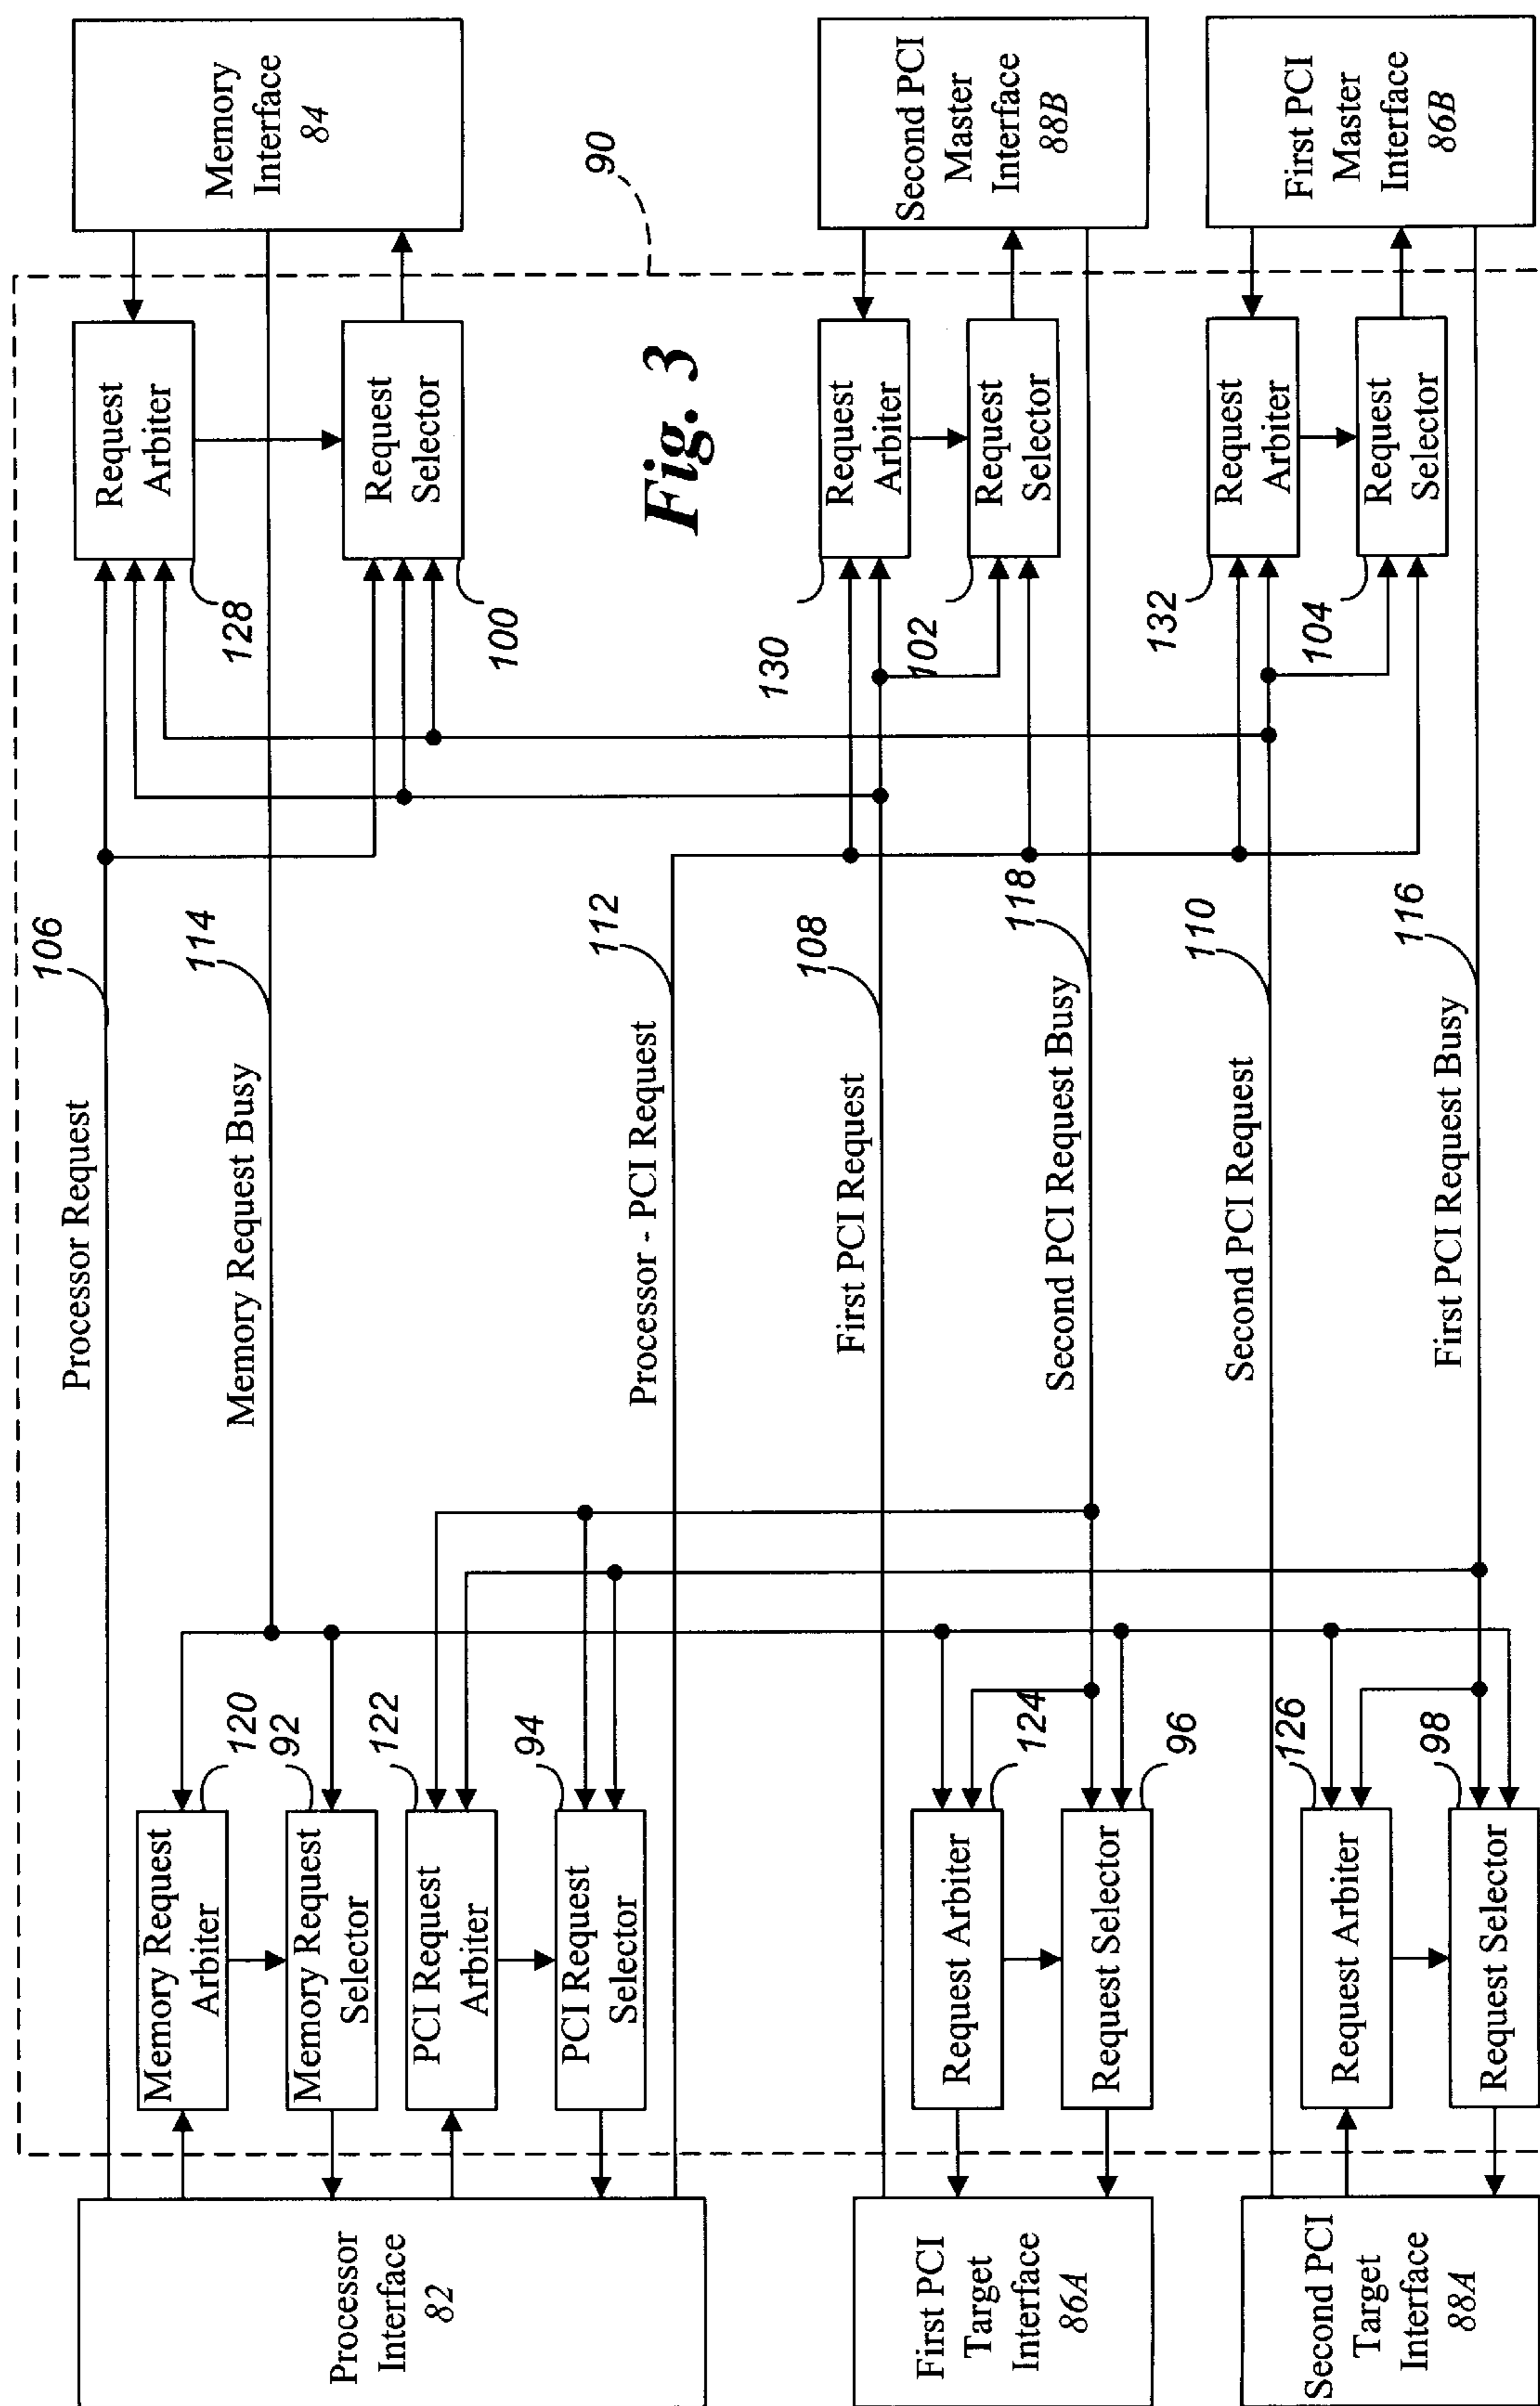 Processor
Interface
82
First PCI
Target
Interface
86A
Second PCI
Target
Interface
88A
Memory Request
Arbiter
120
Memory Request
Selector
92
PCI Request
Arbiter
122
PCI Request
Selector
94
Request Arbiter
124
Request Selector
96
Request Arbiter
126
Request Selector
98
Processor Request
106
Memory Request Busy
114
Processor - PCI Request
112
First PCI Request
108
Second PCI Request Busy
118
Second PCI Request
110
First PCI Request Busy
116
Request
Arbiter
128
Request
Selector
100
Fig. 3
Request
Arbiter
130
Request
Selector
102
Request
Arbiter
132
Request
Selector
104
90
Memory
Interface
84
Second PCI
Master
Interface
88B
First PCI
Master
Interface
86B